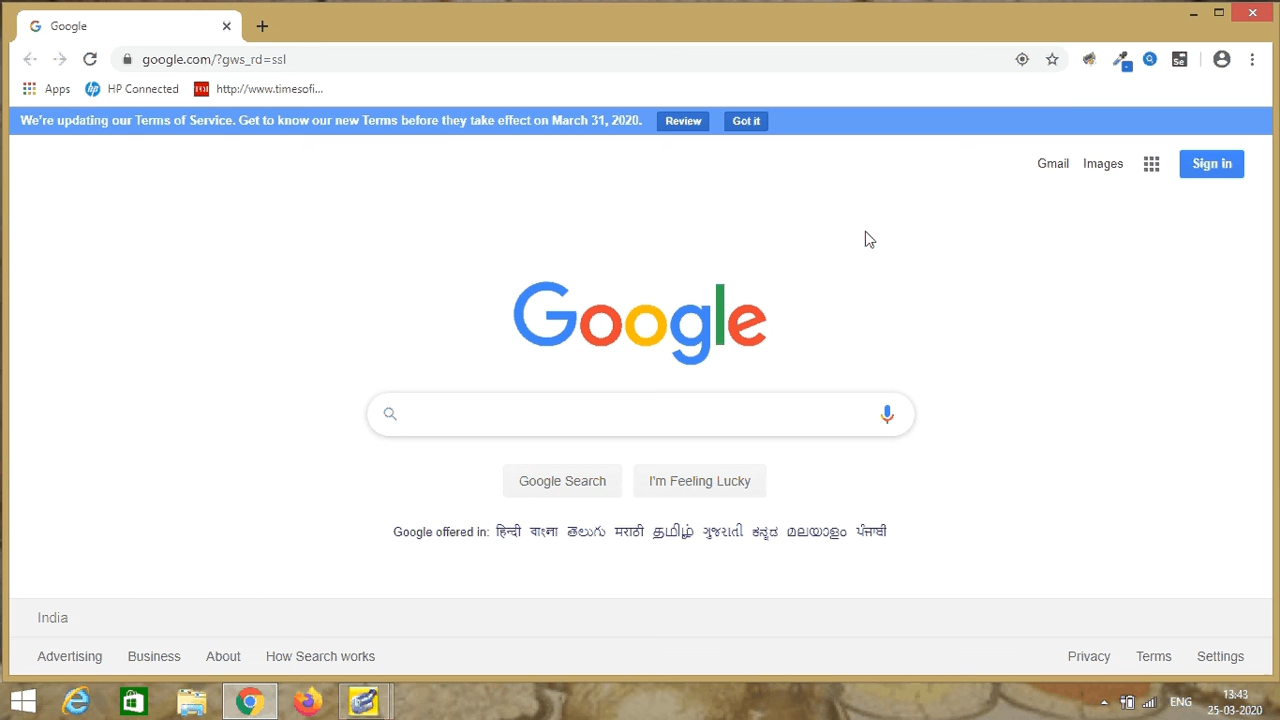 Google
google.com/?gws_rd=ssl
Se
Apps HP Connected TOI http://www.timesofi...
We're updating our Terms of Service. Get to know our new Terms before they take effect on March 31, 2020. Review Got it
Gmail Images Sign in
Google
Google Search I'm Feeling Lucky
Google offered in: हिन्दी বাংলা తెలుగు मराठी தமிழ் ગુજરાતી ಕನ್ನಡ മലയാളം ਪੰਜਾਬੀ
India
Advertising Business About How Search works Privacy Terms Settings
ENG
13:43
25-03-2020